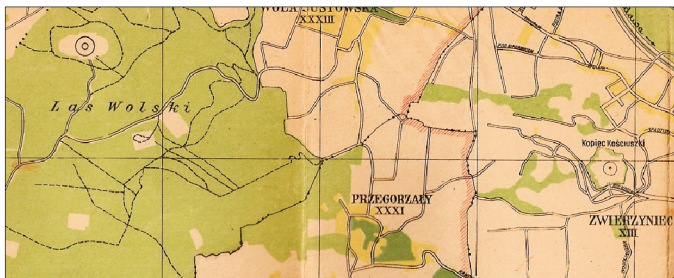 WOLA JUSTOWSKA
XXXIII
Las Wolski
Kopiec Kościuszki
PRZEGORZAŁY
XXXI
ZWIERZYNIEC
XIII